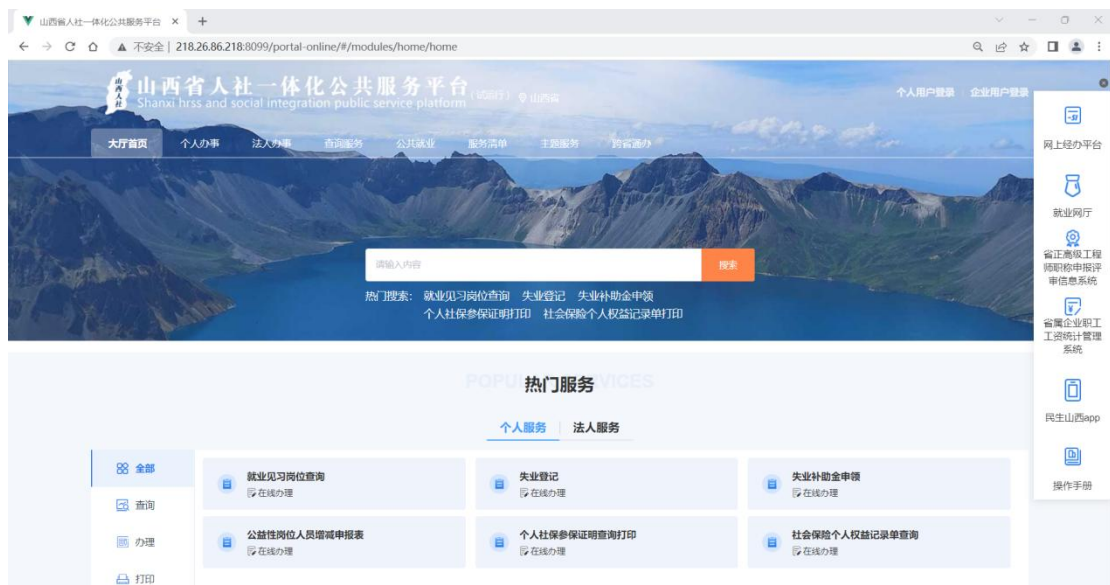 山西省人社一体化公共服务平台
不安全 | 218.26.86.218:8099/portal-online/#/modules/home/home
山西人社
山西省人社一体化公共服务平台 (试运行) 山西省
Shanxi hrss and social integration public service platform
个人用户登录 企业用户登录
大厅首页 个人办事 法人办事 查询服务 公共就业 服务清单 主题服务 跨省通办
请输入内容 搜索
热门搜索: 就业见习岗位查询 失业登记 失业补助金申领
个人社保参保证明打印 社会保险个人权益记录单打印
网上经办平台
就业网厅
省正高级工程
师职称申报评
审信息系统
省属企业职工
工资统计管理
系统
民生山西app
操作手册
热门服务
个人服务 法人服务
全部
查询
办理
打印
就业见习岗位查询
在线办理
失业登记
在线办理
失业补助金申领
在线办理
公益性岗位人员增减申报表
在线办理
个人社保参保证明查询打印
在线办理
社会保险个人权益记录单查询
在线办理